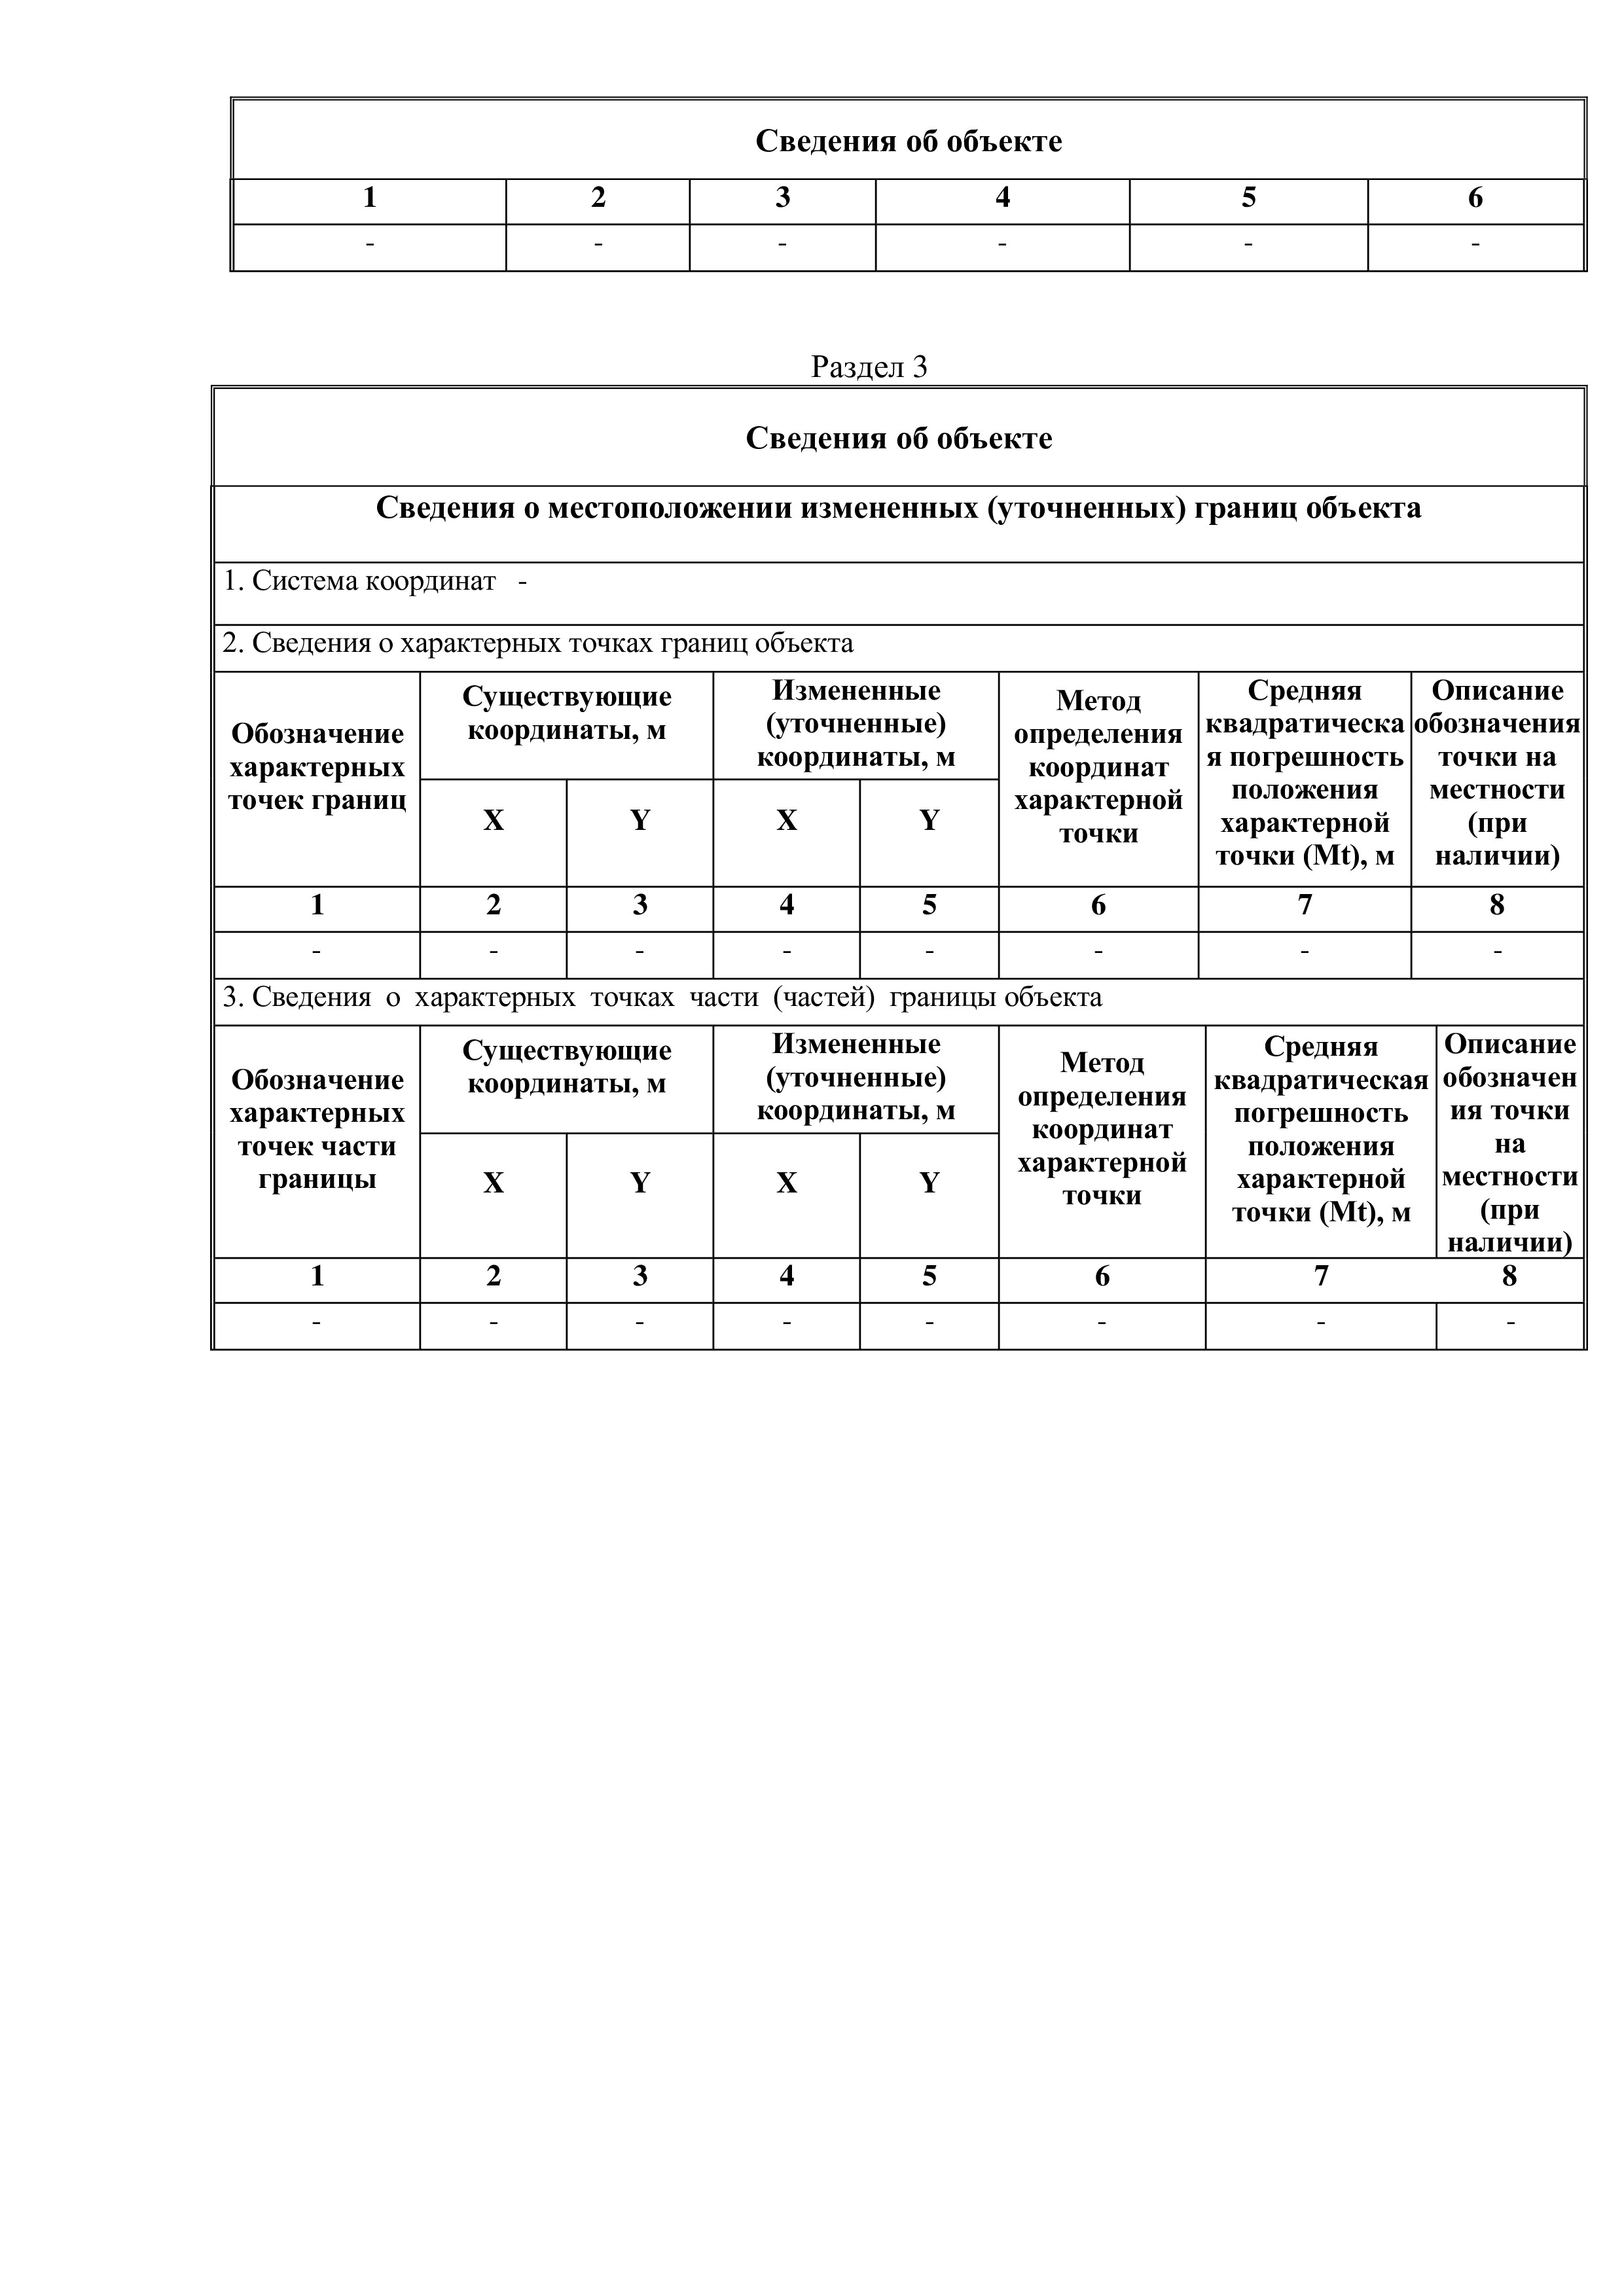 Сведения об объекте
1 2 3 4 5 6
- - - - - -
Раздел 3
Сведения об объекте
Сведения о местоположении измененных (уточненных) границ объекта
1. Система координат -
2. Сведения о характерных точках границ объекта
Обозначение
характерных
точек границ
Существующие
координаты, м
X Y
Измененные
(уточненные)
координаты, м
X Y
Метод
определения
координат
характерной
точки
Средняя
квадратическа
я погрешность
положения
характерной
точки (Mt), м
Описание
обозначения
точки на
местности
(при
наличии)
1 2 3 4 5 6 7 8
- - - - - - - -
3. Сведения о характерных точках части (частей) границы объекта
Обозначение
характерных
точек части
границы
Существующие
координаты, м
X Y
Измененные
(уточненные)
координаты, м
X Y
Метод
определения
координат
характерной
точки
Средняя
квадратическая
погрешность
положения
характерной
точки (Mt), м
Описание
обозначен
ия точки
на
местности
(при
наличии)
1 2 3 4 5 6 7 8
- - - - - - - -